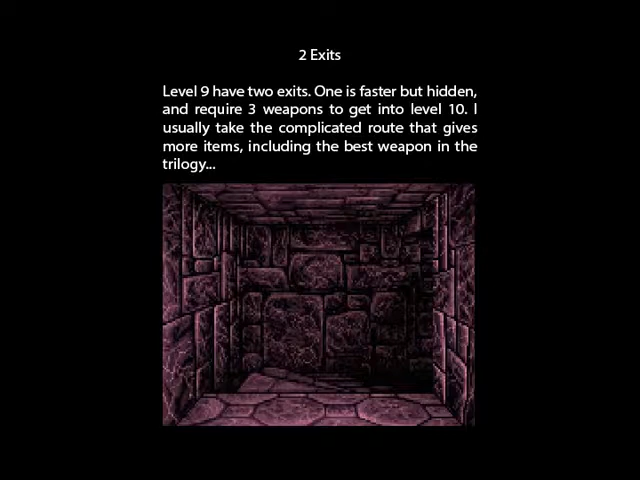 2 Exits
Level 9 have two exits. One is faster but hidden,
and require 3 weapons to get into level 10. I
usually take the complicated route that gives
more items, including the best weapon in the
trilogy...